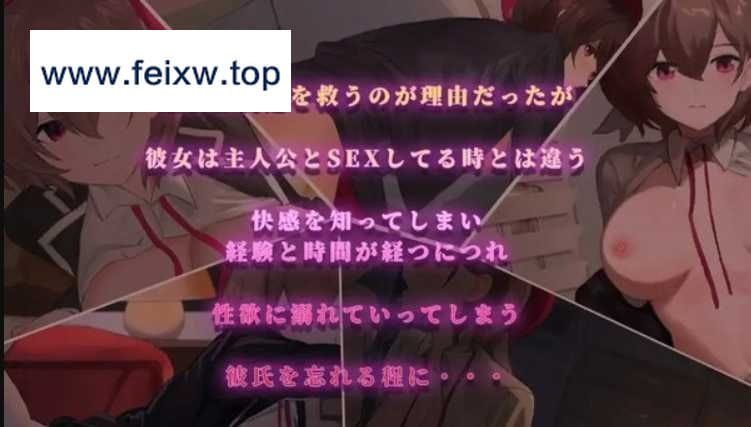 www.feixw.top
を救うのが理由だったが
彼女は主人公とSEXしてる時とは違う
快感を知ってしまい
経験と時間が経つにつれ
性欲に溺れていってしまう
彼氏を忘れる程に・・・